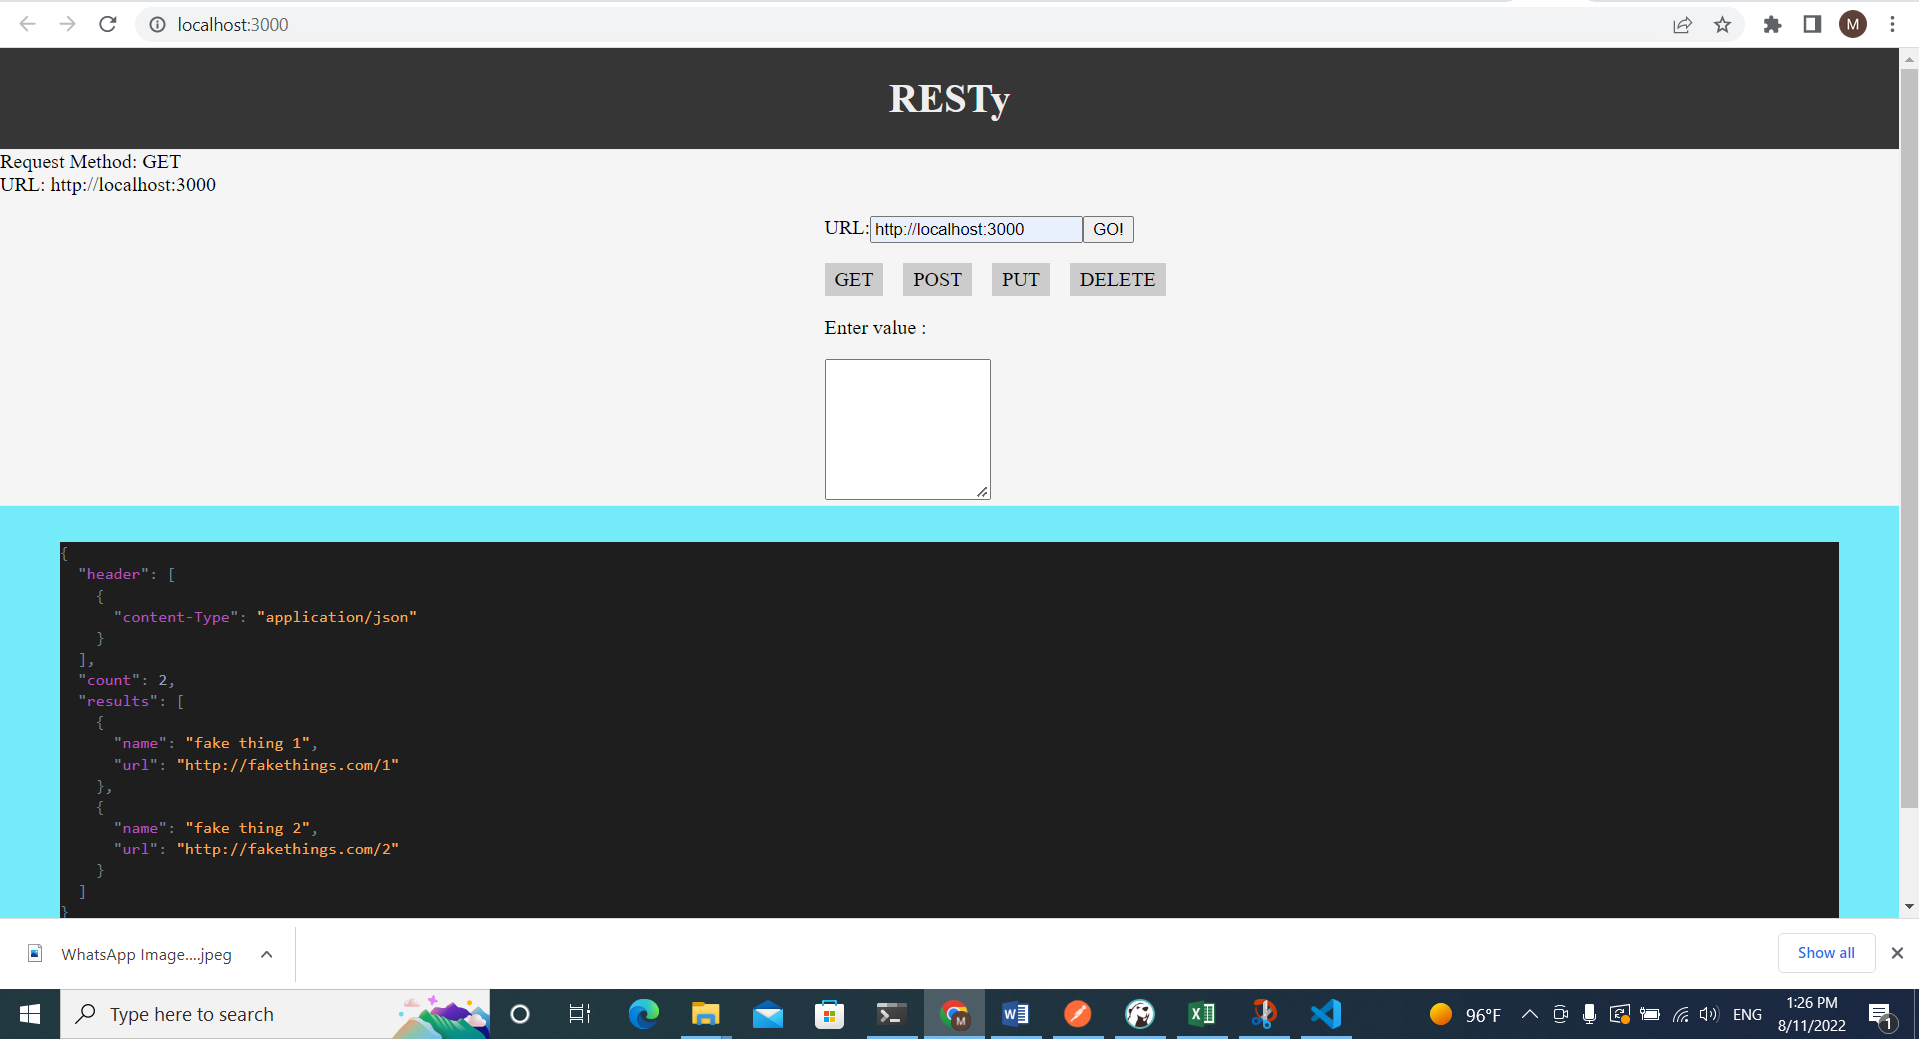 localhost:3000
M
RESTy
Request Method: GET
URL: http://localhost:3000
URL: http://localhost:3000 GO!
GET POST PUT DELETE
Enter value :
{
  "header": [
    {
      "content-Type": "application/json"
    }
  ],
  "count": 2,
  "results": [
    {
      "name": "fake thing 1",
      "url": "http://fakethings.com/1"
    },
    {
      "name": "fake thing 2",
      "url": "http://fakethings.com/2"
    }
  ]
}
WhatsApp Image....jpeg
Show all
Type here to search
M
96°F
ENG
1:26 PM
8/11/2022
1